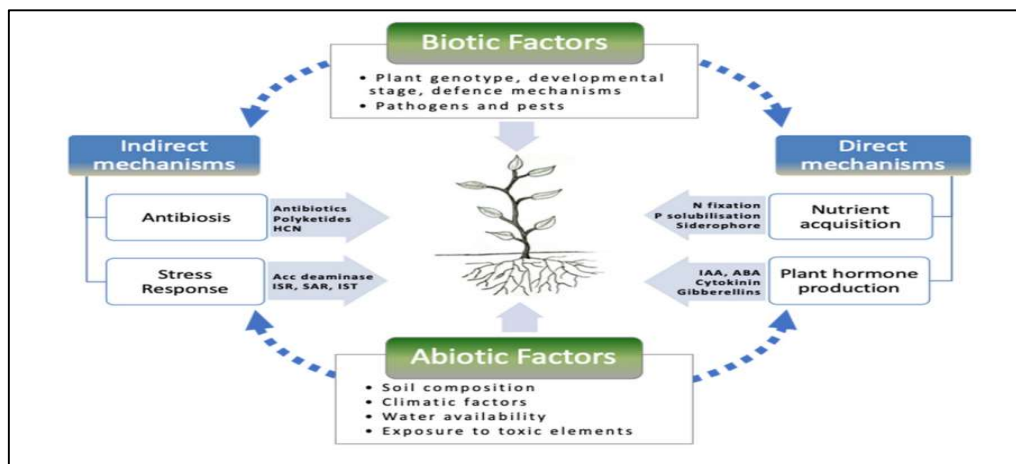 Biotic Factors
• Plant genotype, developmental
stage, defence mechanisms
• Pathogens and pests
Indirect
mechanisms
Antibiosis
Antibiotics
Polyketides
HCN
Stress
Response
Acc deaminase
ISR, SAR, IST
Direct
mechanisms
N fixation
P solubilisation
Siderophore
Nutrient
acquisition
IAA, ABA
Cytokinin
Gibberellins
Plant hormone
production
Abiotic Factors
• Soil composition
• Climatic factors
• Water availability
• Exposure to toxic elements